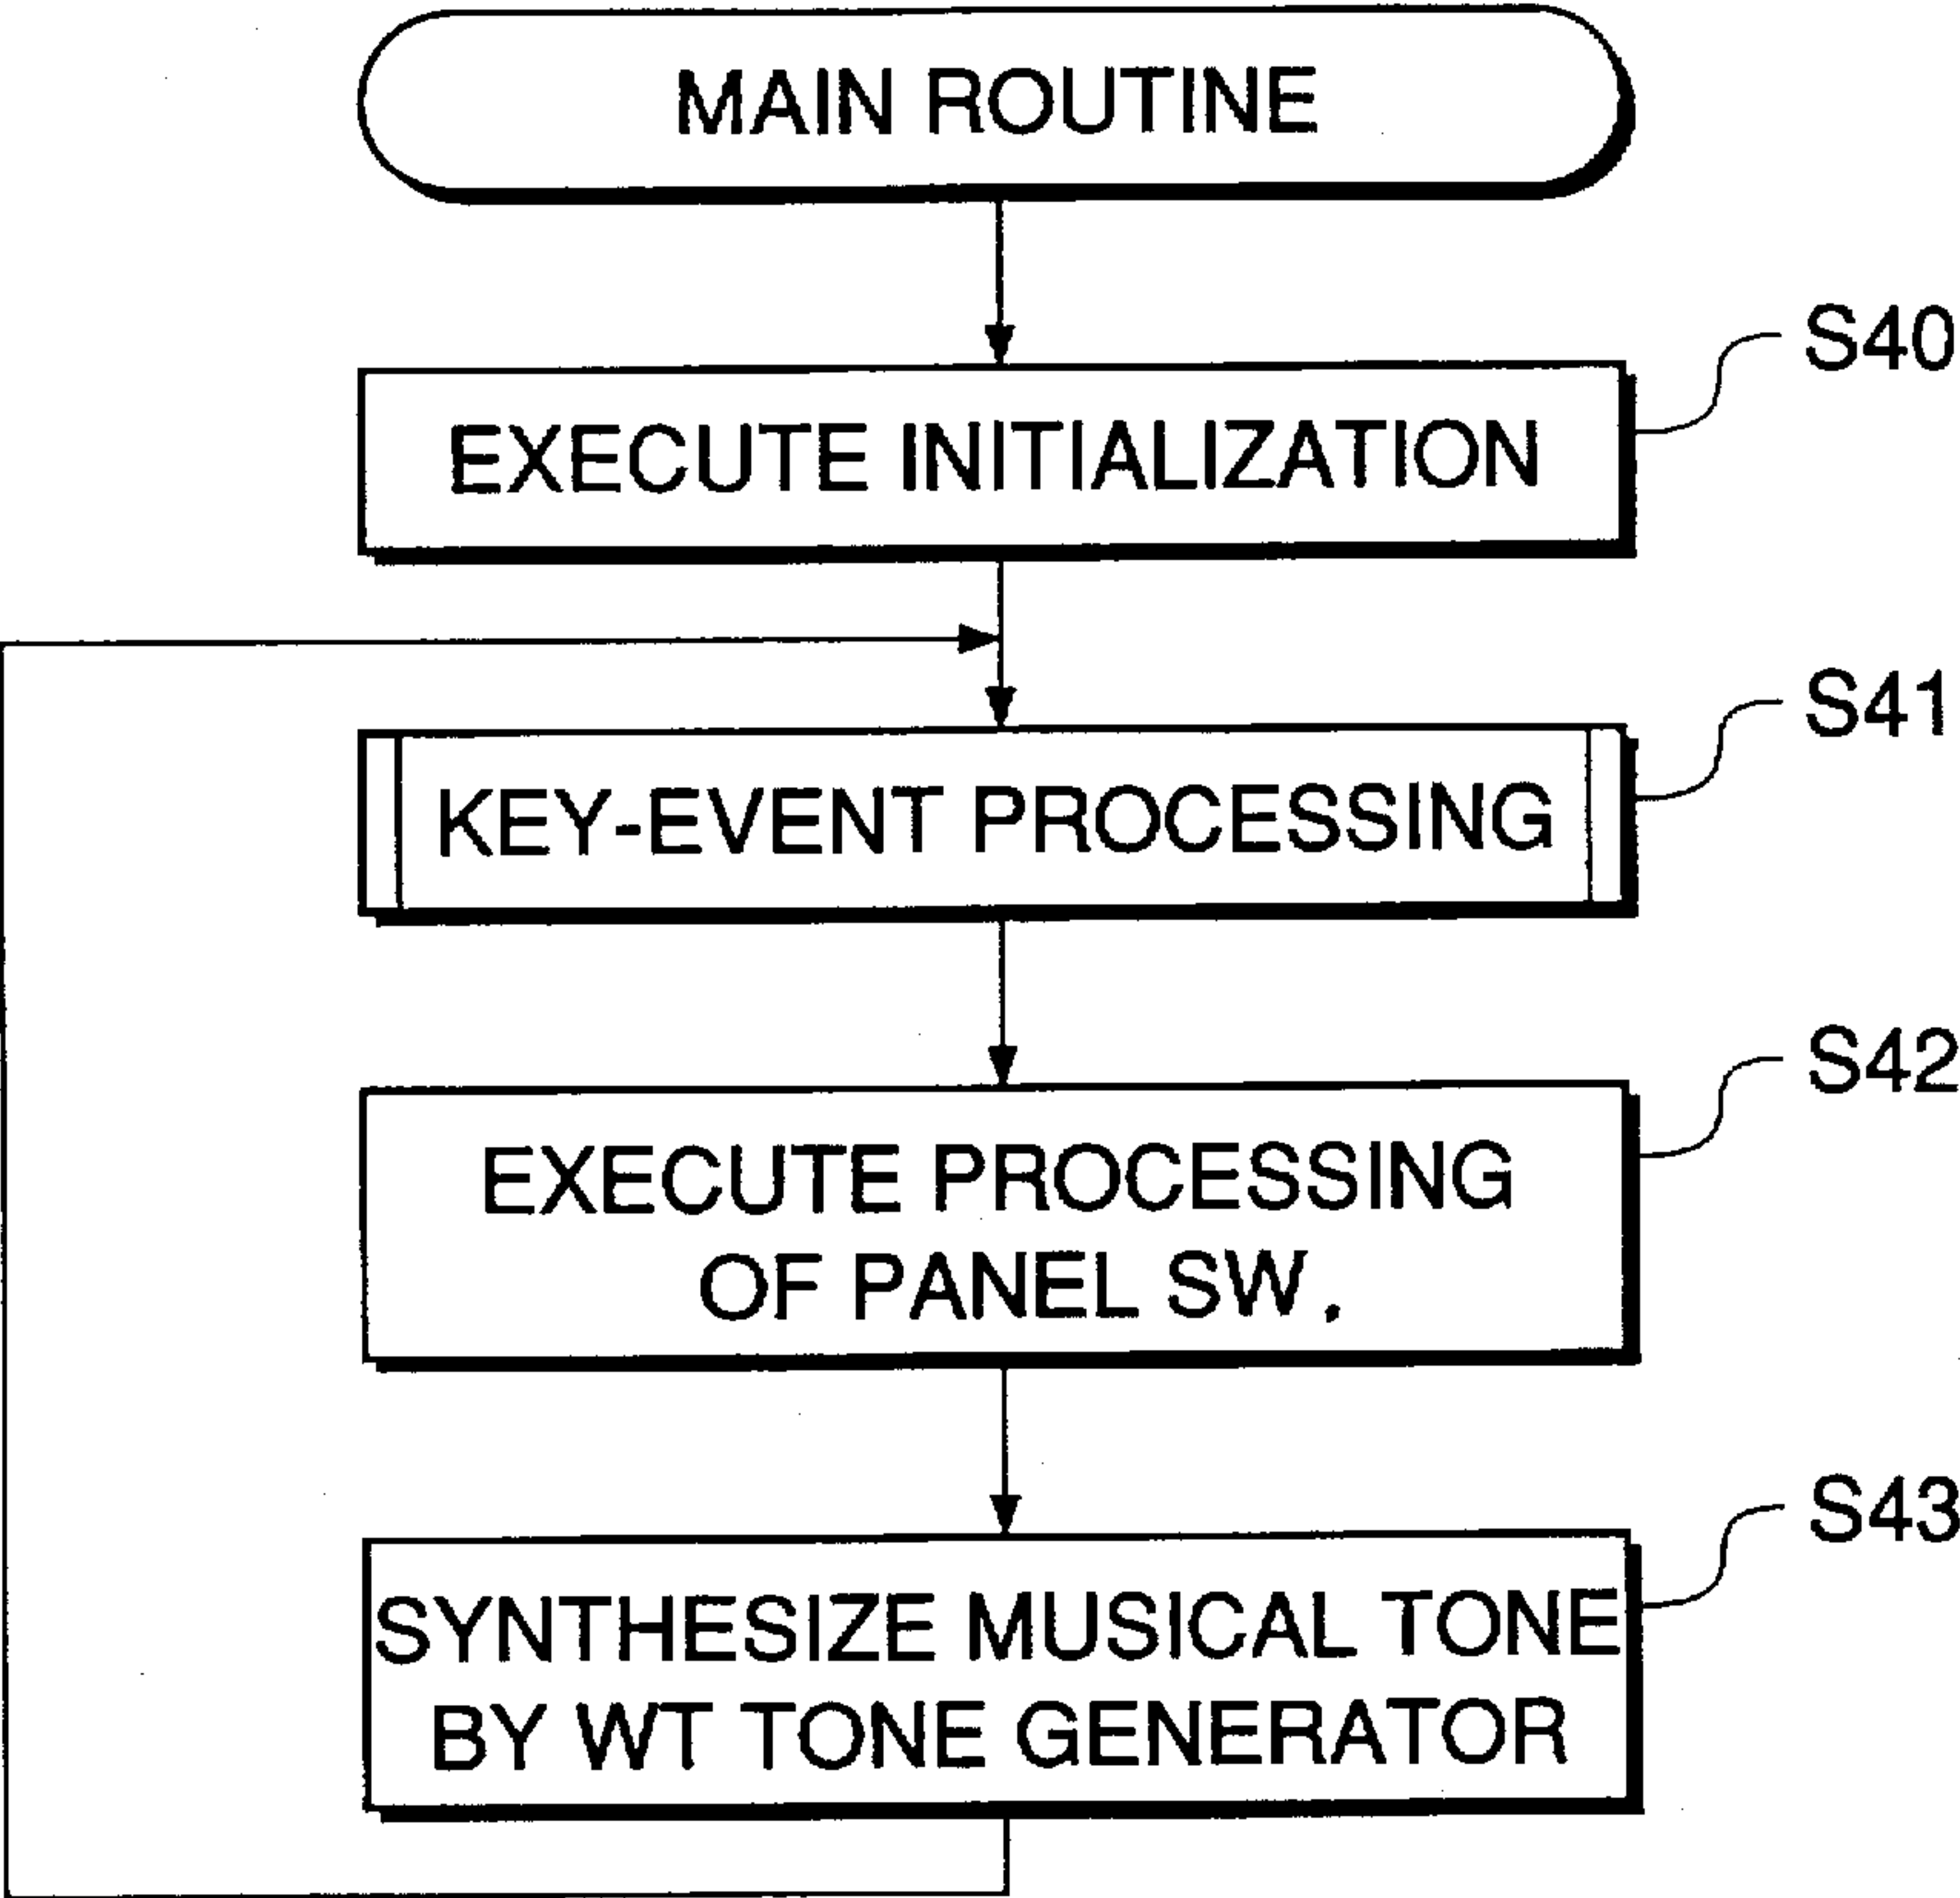 MAIN ROUTINE
S40
EXECUTE INITIALIZATION
S41
KEY-EVENT PROCESSING
S42
EXECUTE PROCESSING
OF PANEL SW,
S43
SYNTHESIZE MUSICAL TONE
BY WT TONE GENERATOR